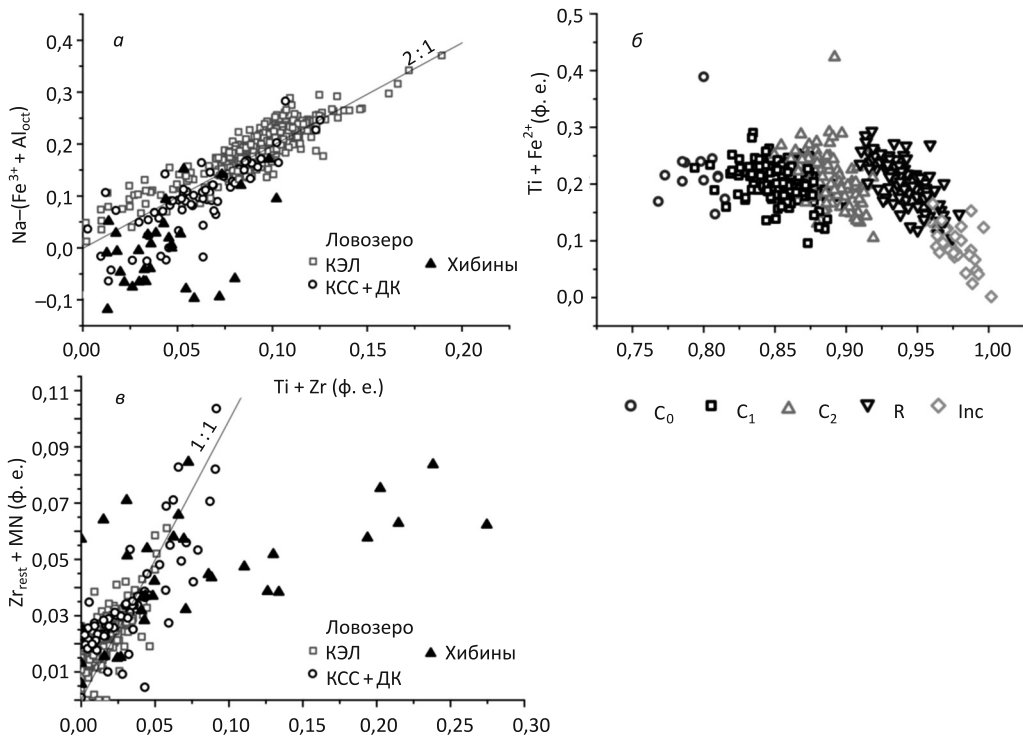 а
Na–(Fe³⁺ + Al_oct)
0,4
0,3
0,2
0,1
0,0
–0,1
2 : 1
Ловозеро
КЭЛ
Хибины
КСС + ДК
0,00 0,05 0,10 0,15 0,20
Ti + Zr (ф. е.)
б
Ti + Fe²⁺(ф. е.)
0,5
0,4
0,3
0,2
0,1
0,0
0,75 0,80 0,85 0,90 0,95 1,00
C₀ C₁ C₂ R Inc
в
Zr_rest + MN (ф. е.)
0,11
0,09
0,07
0,05
0,03
0,01
1 : 1
Ловозеро
КЭЛ
Хибины
КСС + ДК
0,00 0,05 0,10 0,15 0,20 0,25 0,30